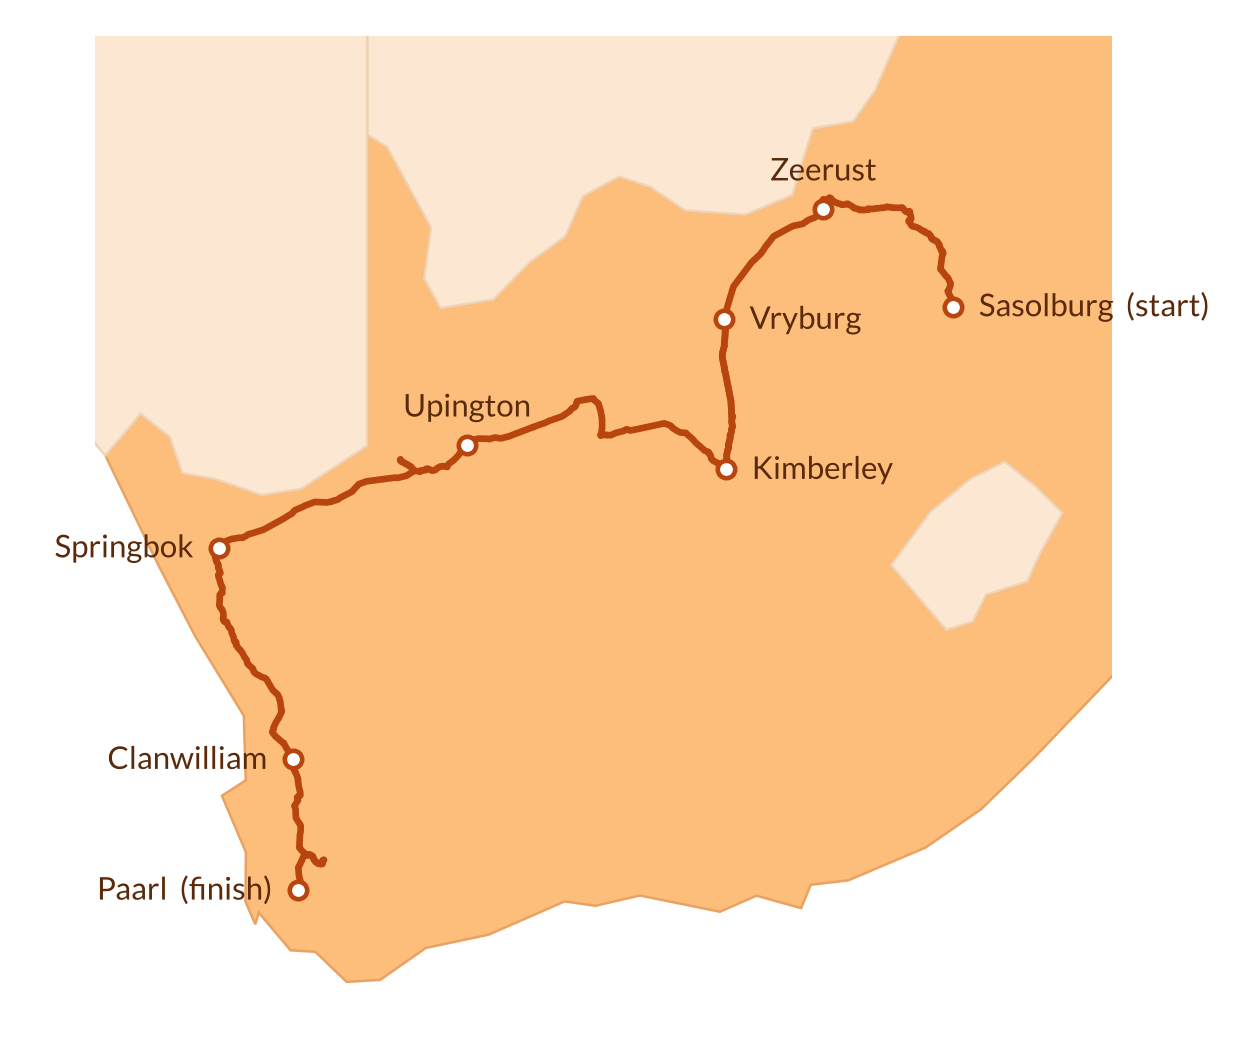 Zeerust
Sasolburg (start)
Vryburg
Upington
Kimberley
Springbok
Clanwilliam
Paarl (finish)